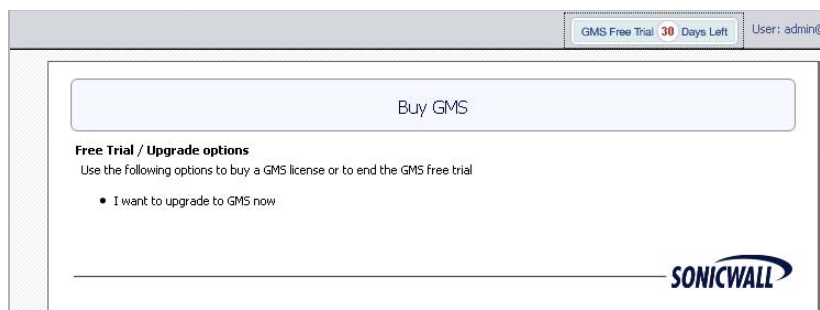 GMS Free Trial 30 Days Left
User: admin@
Buy GMS
Free Trial / Upgrade options
Use the following options to buy a GMS license or to end the GMS free trial
• I want to upgrade to GMS now
SONICWALL